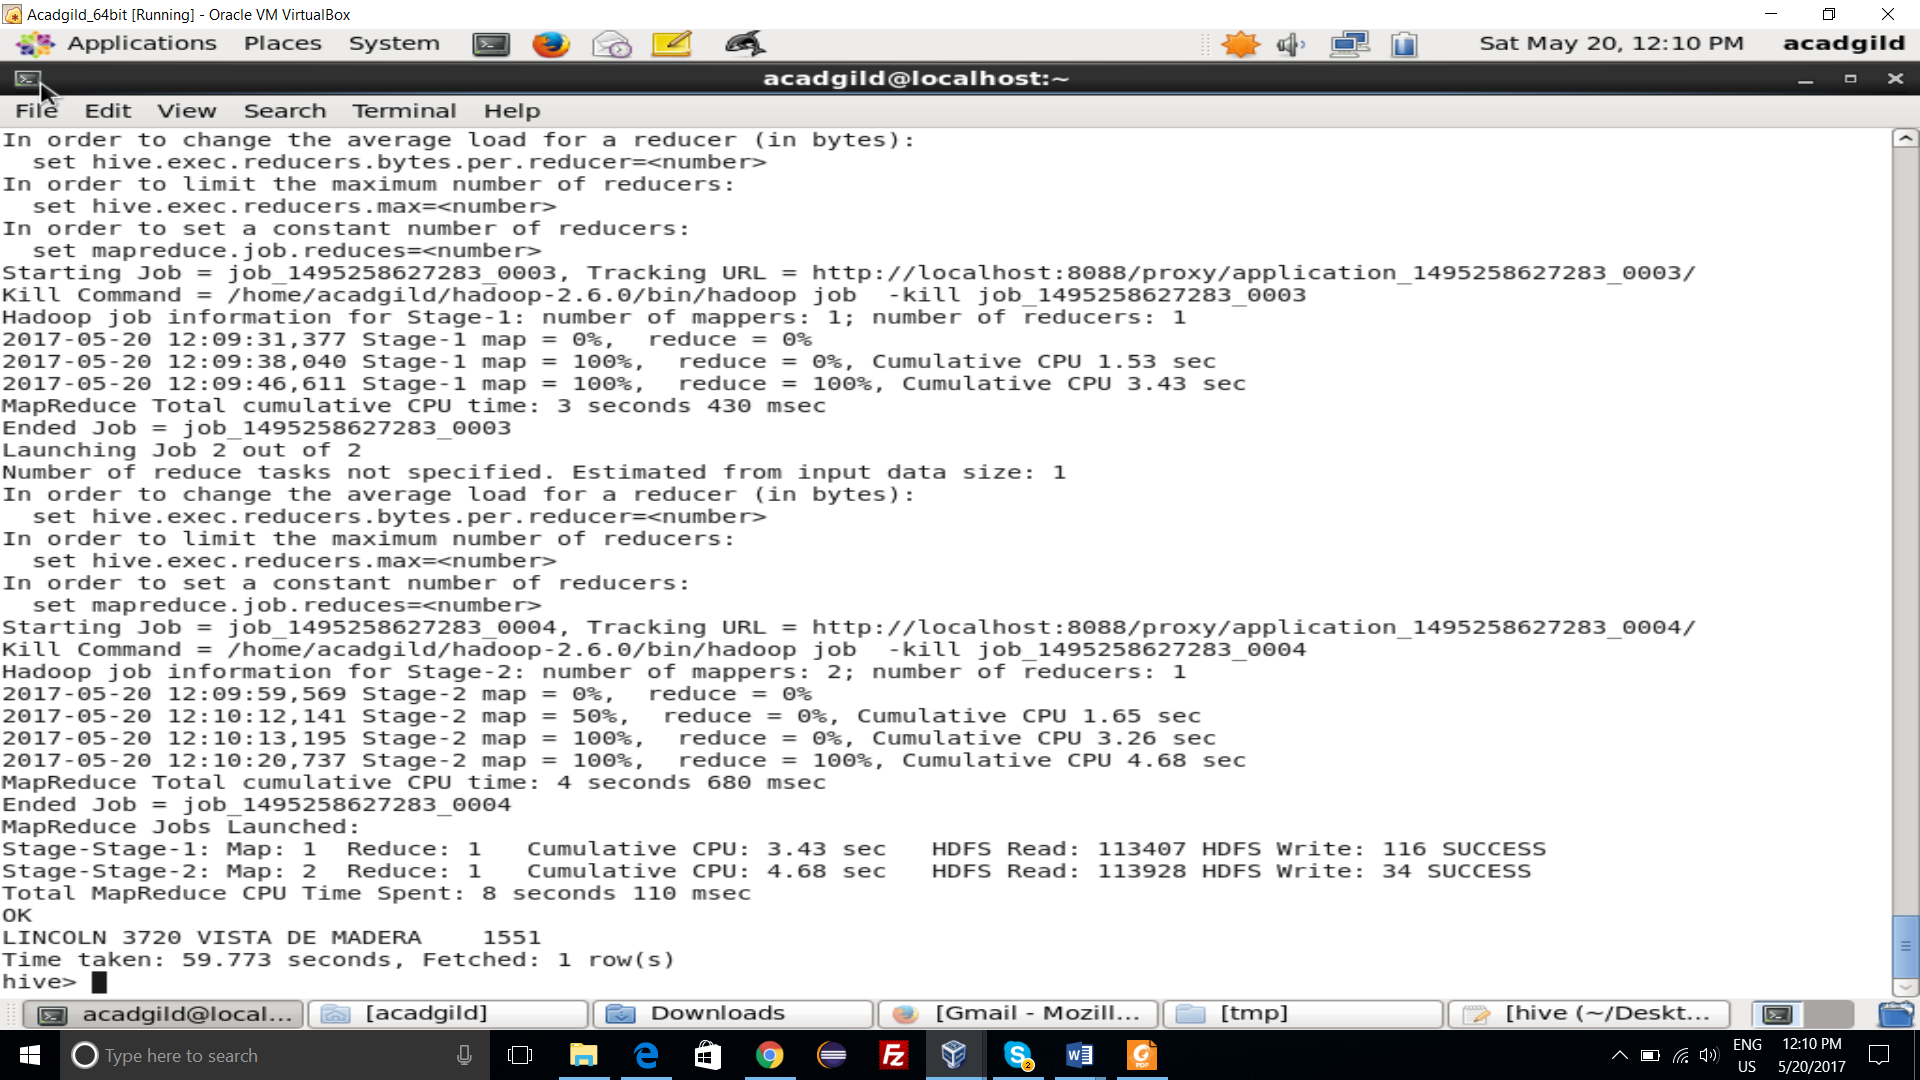 Acadgild_64bit [Running] - Oracle VM VirtualBox
Applications Places System Sat May 20, 12:10 PM acadgild
acadgild@localhost:~
File Edit View Search Terminal Help
In order to change the average load for a reducer (in bytes):
  set hive.exec.reducers.bytes.per.reducer=<number>
In order to limit the maximum number of reducers:
  set hive.exec.reducers.max=<number>
In order to set a constant number of reducers:
  set mapreduce.job.reduces=<number>
Starting Job = job_1495258627283_0003, Tracking URL = http://localhost:8088/proxy/application_1495258627283_0003/
Kill Command = /home/acadgild/hadoop-2.6.0/bin/hadoop job  -kill job_1495258627283_0003
Hadoop job information for Stage-1: number of mappers: 1; number of reducers: 1
2017-05-20 12:09:31,377 Stage-1 map = 0%,  reduce = 0%
2017-05-20 12:09:38,040 Stage-1 map = 100%,  reduce = 0%, Cumulative CPU 1.53 sec
2017-05-20 12:09:46,611 Stage-1 map = 100%,  reduce = 100%, Cumulative CPU 3.43 sec
MapReduce Total cumulative CPU time: 3 seconds 430 msec
Ended Job = job_1495258627283_0003
Launching Job 2 out of 2
Number of reduce tasks not specified. Estimated from input data size: 1
In order to change the average load for a reducer (in bytes):
  set hive.exec.reducers.bytes.per.reducer=<number>
In order to limit the maximum number of reducers:
  set hive.exec.reducers.max=<number>
In order to set a constant number of reducers:
  set mapreduce.job.reduces=<number>
Starting Job = job_1495258627283_0004, Tracking URL = http://localhost:8088/proxy/application_1495258627283_0004/
Kill Command = /home/acadgild/hadoop-2.6.0/bin/hadoop job  -kill job_1495258627283_0004
Hadoop job information for Stage-2: number of mappers: 2; number of reducers: 1
2017-05-20 12:09:59,569 Stage-2 map = 0%,  reduce = 0%
2017-05-20 12:10:12,141 Stage-2 map = 50%,  reduce = 0%, Cumulative CPU 1.65 sec
2017-05-20 12:10:13,195 Stage-2 map = 100%,  reduce = 0%, Cumulative CPU 3.26 sec
2017-05-20 12:10:20,737 Stage-2 map = 100%,  reduce = 100%, Cumulative CPU 4.68 sec
MapReduce Total cumulative CPU time: 4 seconds 680 msec
Ended Job = job_1495258627283_0004
MapReduce Jobs Launched:
Stage-Stage-1: Map: 1  Reduce: 1   Cumulative CPU: 3.43 sec   HDFS Read: 113407 HDFS Write: 116 SUCCESS
Stage-Stage-2: Map: 2  Reduce: 1   Cumulative CPU: 4.68 sec   HDFS Read: 113928 HDFS Write: 34 SUCCESS
Total MapReduce CPU Time Spent: 8 seconds 110 msec
OK
LINCOLN 3720 VISTA DE MADERA    1551
Time taken: 59.773 seconds, Fetched: 1 row(s)
hive>
acadgild@local... [acadgild] Downloads [Gmail - Mozill... [tmp] [hive (~/Deskt...
Type here to search ENG 12:10 PM
US 5/20/2017